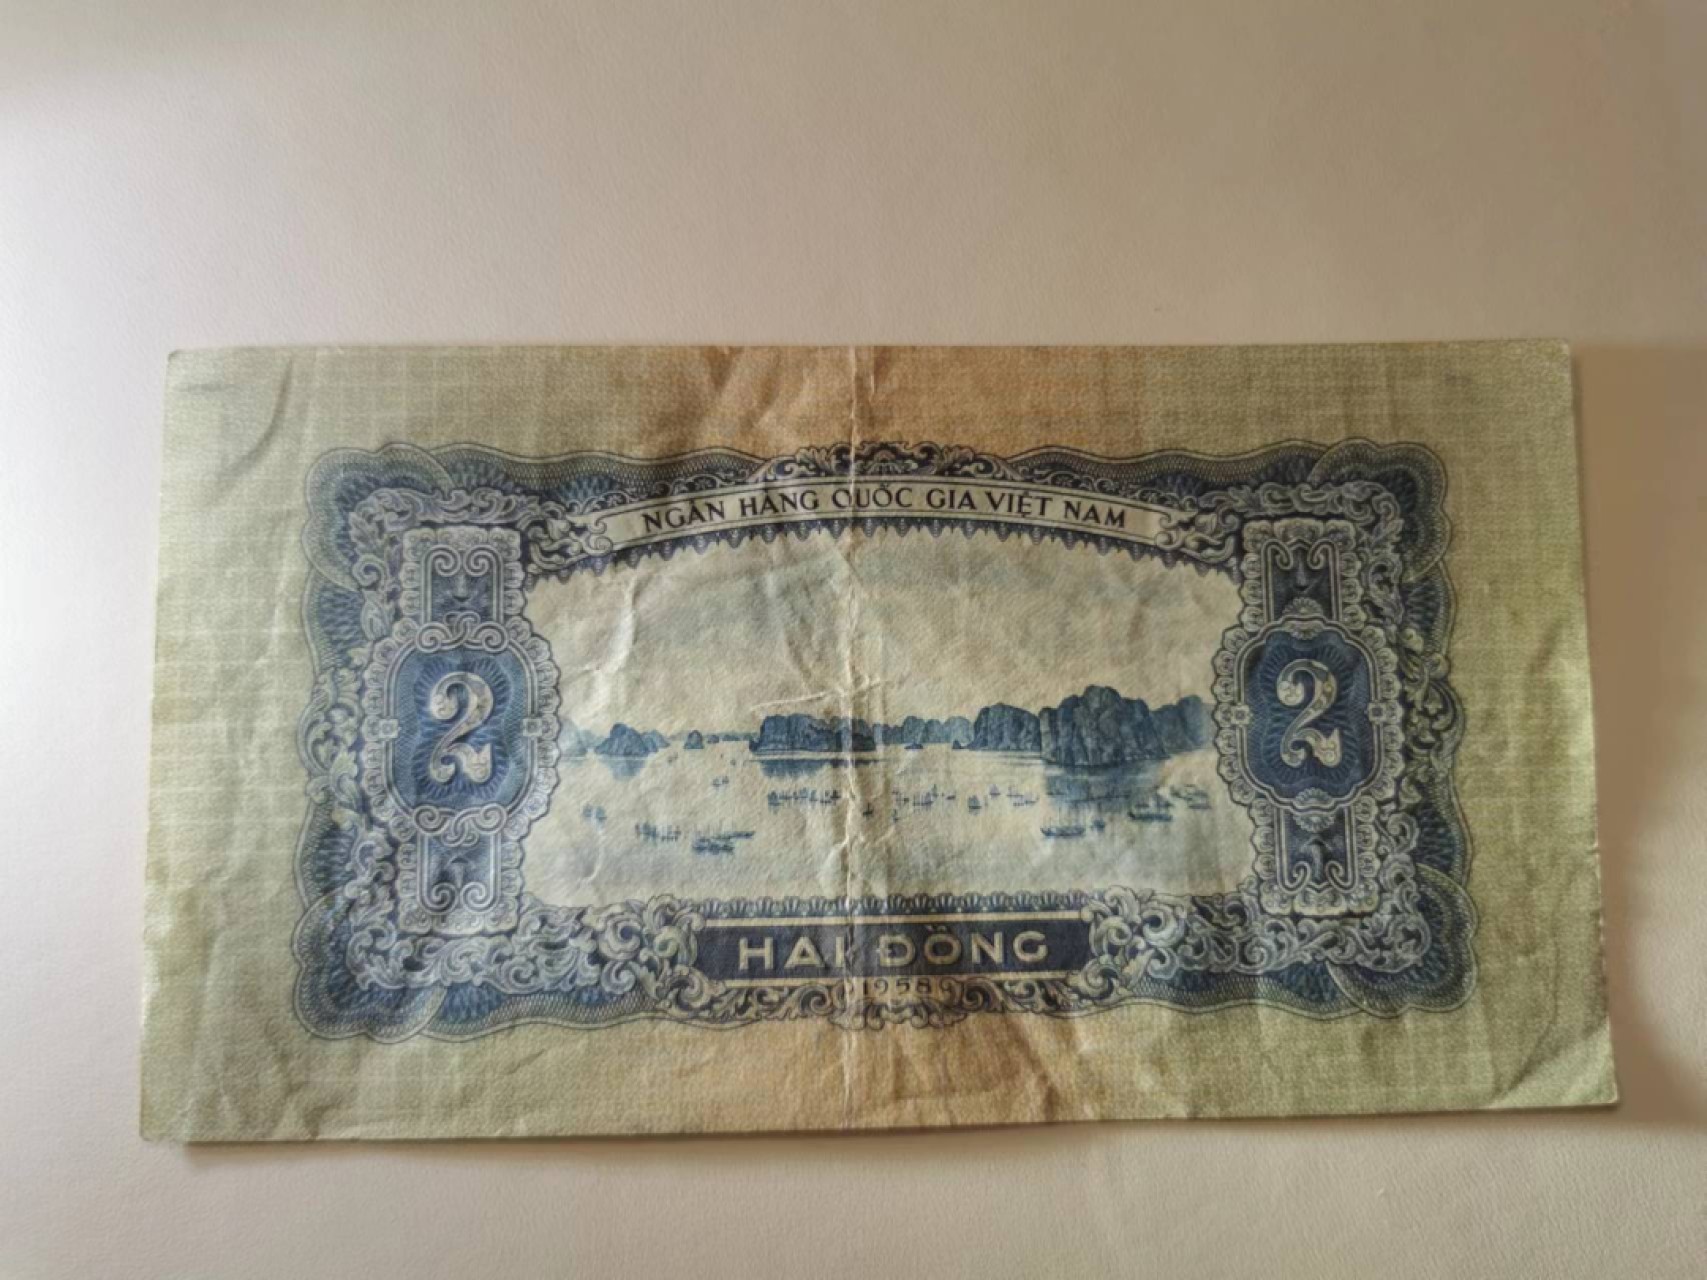 NGÂN HÀNG QUỐC GIA VIỆT NAM
2
2
HAI ĐỒNG
1958